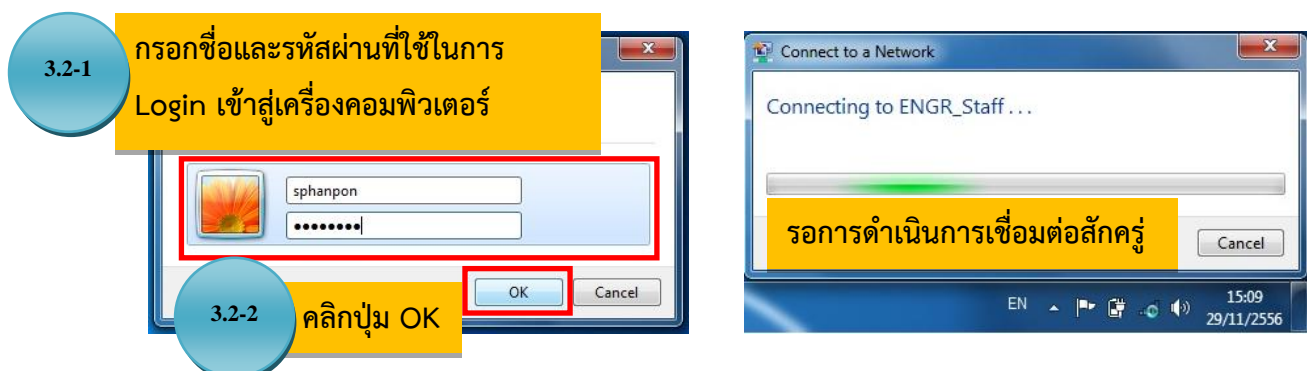 3.2-1
กรอกชื่อและรหัสผ่านที่ใช้ในการ
Login เข้าสู่เครื่องคอมพิวเตอร์
sphanpon
••••••••
OK
Cancel
3.2-2
คลิกปุ่ม OK
Connect to a Network
Connecting to ENGR_Staff . . .
รอการดำเนินการเชื่อมต่อสักครู่
Cancel
EN
15:09
29/11/2556